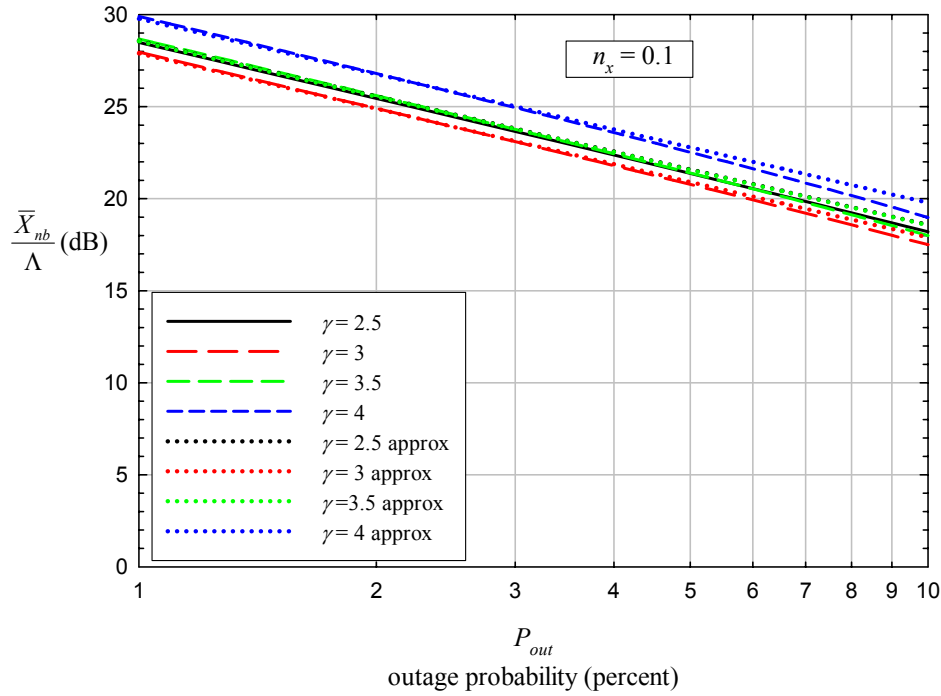 30
25
20
15
10
5
0
n_x = 0.1
X̄_nb
Λ
(dB)
γ = 2.5
γ = 3
γ = 3.5
γ = 4
γ = 2.5 approx
γ = 3 approx
γ =3.5 approx
γ = 4 approx
1 2 3 4 5 6 7 8 9 10
P_out
outage probability (percent)